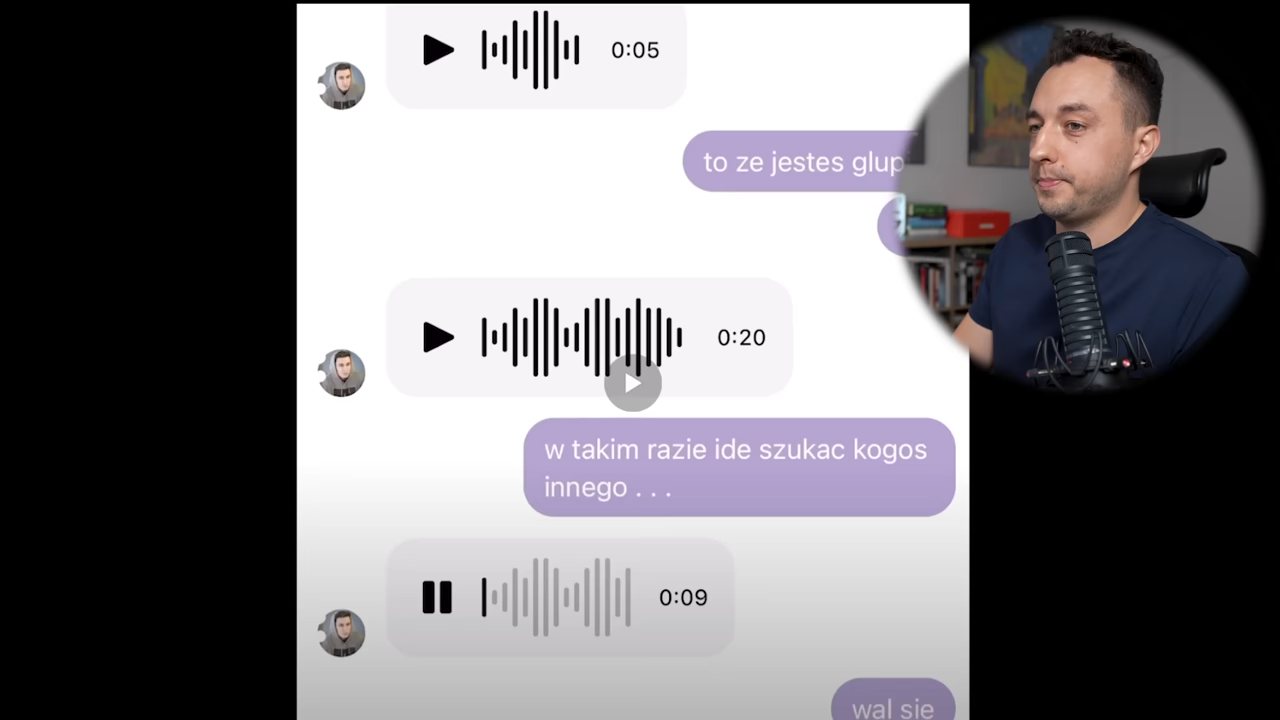 0:05
to ze jestes glup
0:20
w takim razie ide szukac kogos
innego . . .
0:09
wal sie